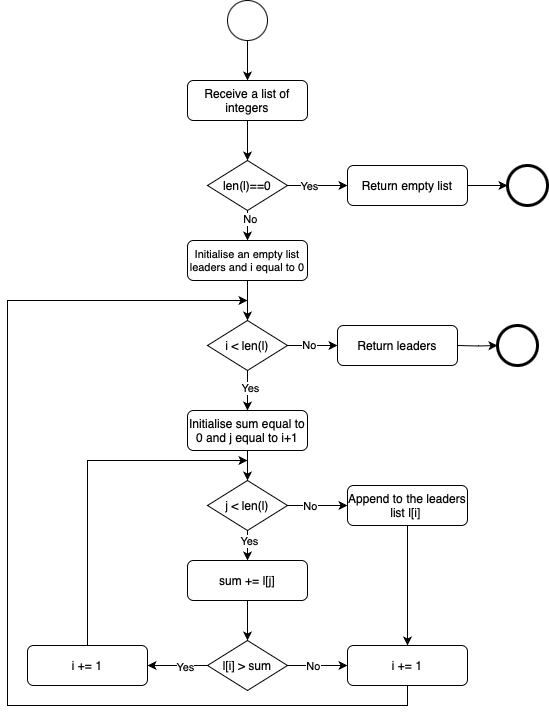 Receive a list of
integers
len(l)==0
Yes
Return empty list
No
Initialise an empty list
leaders and i equal to 0
i < len(l)
No
Return leaders
Yes
Initialise sum equal to
0 and j equal to i+1
j < len(l)
No
Append to the leaders
list l[i]
Yes
sum += l[j]
i += 1
Yes
l[i] > sum
No
i += 1